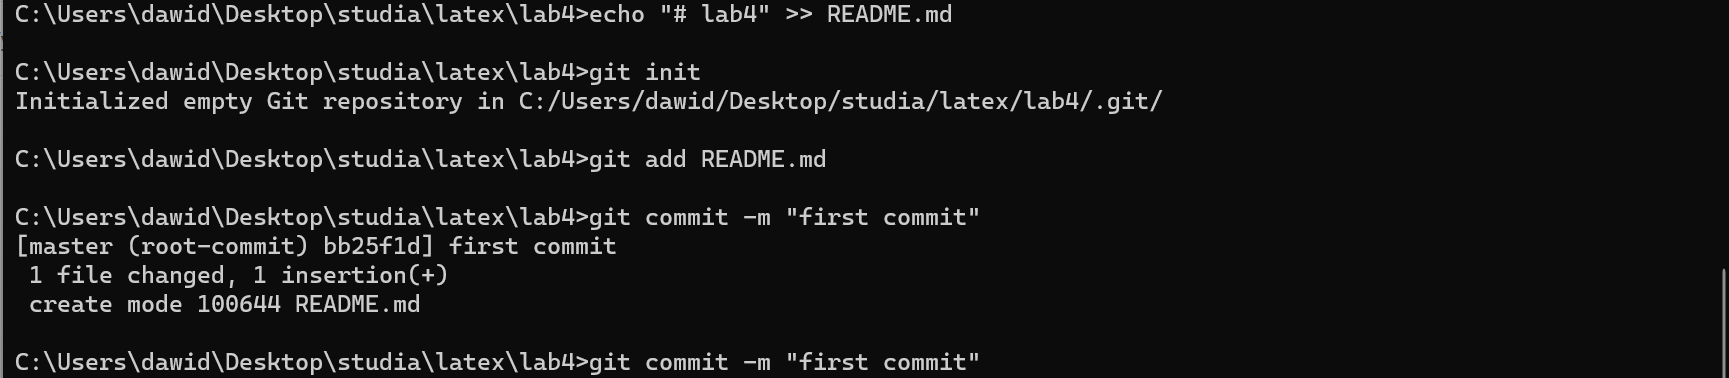 C:\Users\dawid\Desktop\studia\latex\lab4>echo "# lab4" >> README.md
C:\Users\dawid\Desktop\studia\latex\lab4>git init
Initialized empty Git repository in C:/Users/dawid/Desktop/studia/latex/lab4/.git/
C:\Users\dawid\Desktop\studia\latex\lab4>git add README.md
C:\Users\dawid\Desktop\studia\latex\lab4>git commit -m "first commit"
[master (root-commit) bb25f1d] first commit
 1 file changed, 1 insertion(+)
 create mode 100644 README.md
C:\Users\dawid\Desktop\studia\latex\lab4>git commit -m "first commit"